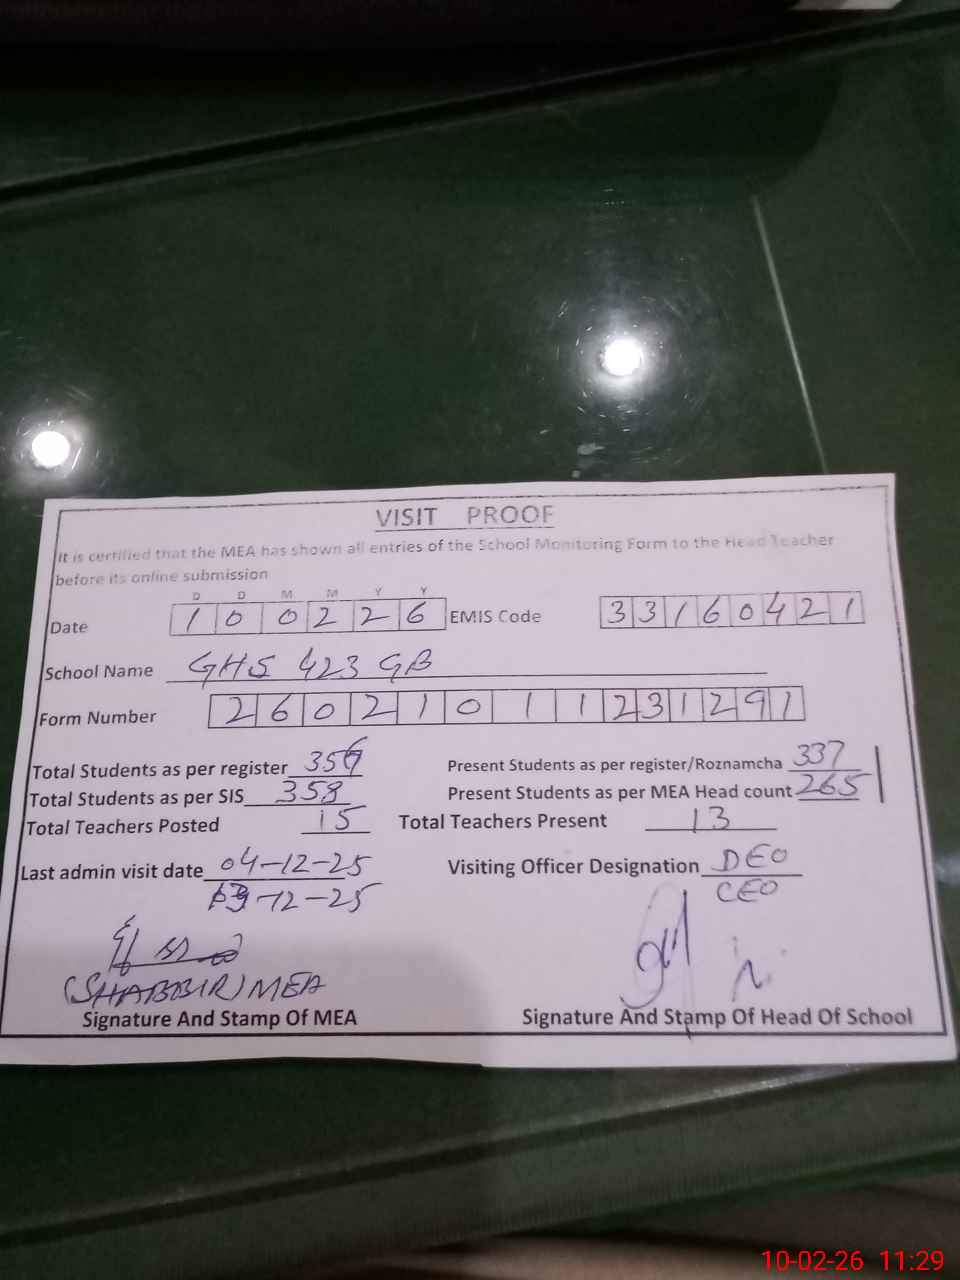 VISIT PROOF
It is certified that the MEA has shown all entries of the School Monitoring Form to the Head Teacher
before its online submission
D D M M Y Y
Date 1 0 0 2 2 6 EMIS Code 3 3 1 6 0 4 2 1
School Name GHS 423 GB
Form Number 2 6 0 2 1 0 1 1 2 3 1 2 9 1
Total Students as per register Present Students as per register/Roznamcha 337
Total Students as per SIS 358 Present Students as per MEA Head count 265
Total Teachers Posted 15 Total Teachers Present 13
Last admin visit date 04-12-25 Visiting Officer Designation DEO
-12-25 CEO
(SHABBIR) MEA
Signature And Stamp Of MEA Signature And Stamp Of Head Of School
10-02-26 11:29